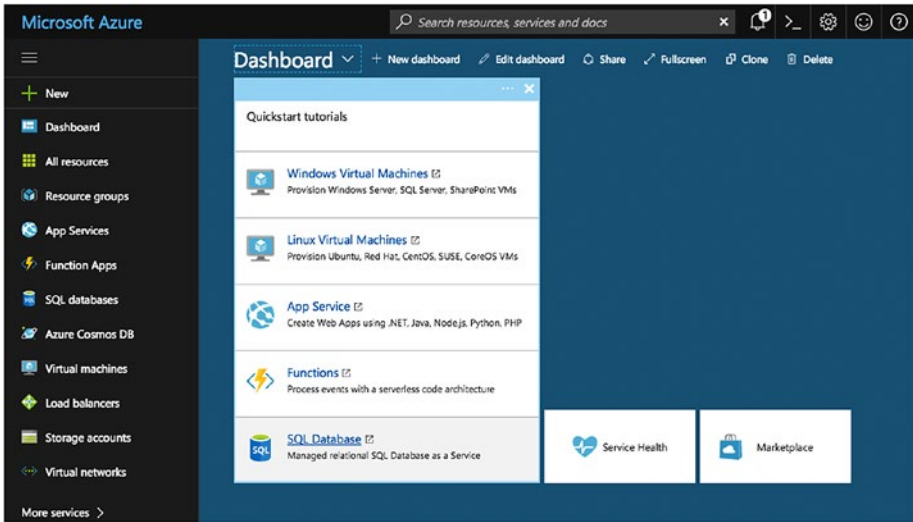 Microsoft Azure
Search resources, services and docs
1
Dashboard
New dashboard
Edit dashboard
Share
Fullscreen
Clone
Delete
New
Dashboard
All resources
Resource groups
App Services
Function Apps
SQL databases
Azure Cosmos DB
Virtual machines
Load balancers
Storage accounts
Virtual networks
More services
Quickstart tutorials
Windows Virtual Machines
Provision Windows Server, SQL Server, SharePoint VMs
Linux Virtual Machines
Provision Ubuntu, Red Hat, CentOS, SUSE, CoreOS VMs
App Service
Create Web Apps using .NET, Java, Node.js, Python, PHP
Functions
Process events with a serverless code architecture
SQL
SQL Database
Managed relational SQL Database as a Service
Service Health
Marketplace